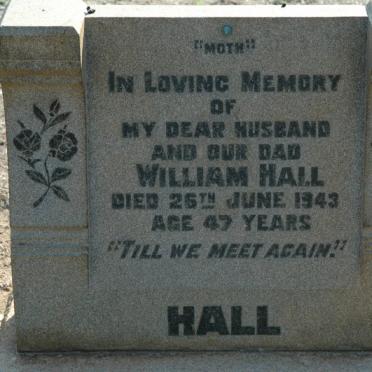 "MOTH"
IN LOVING MEMORY
OF
MY DEAR HUSBAND
AND OUR DAD
WILLIAM HALL
DIED 26TH JUNE 1943
AGE 47 YEARS
"TILL WE MEET AGAIN."
HALL